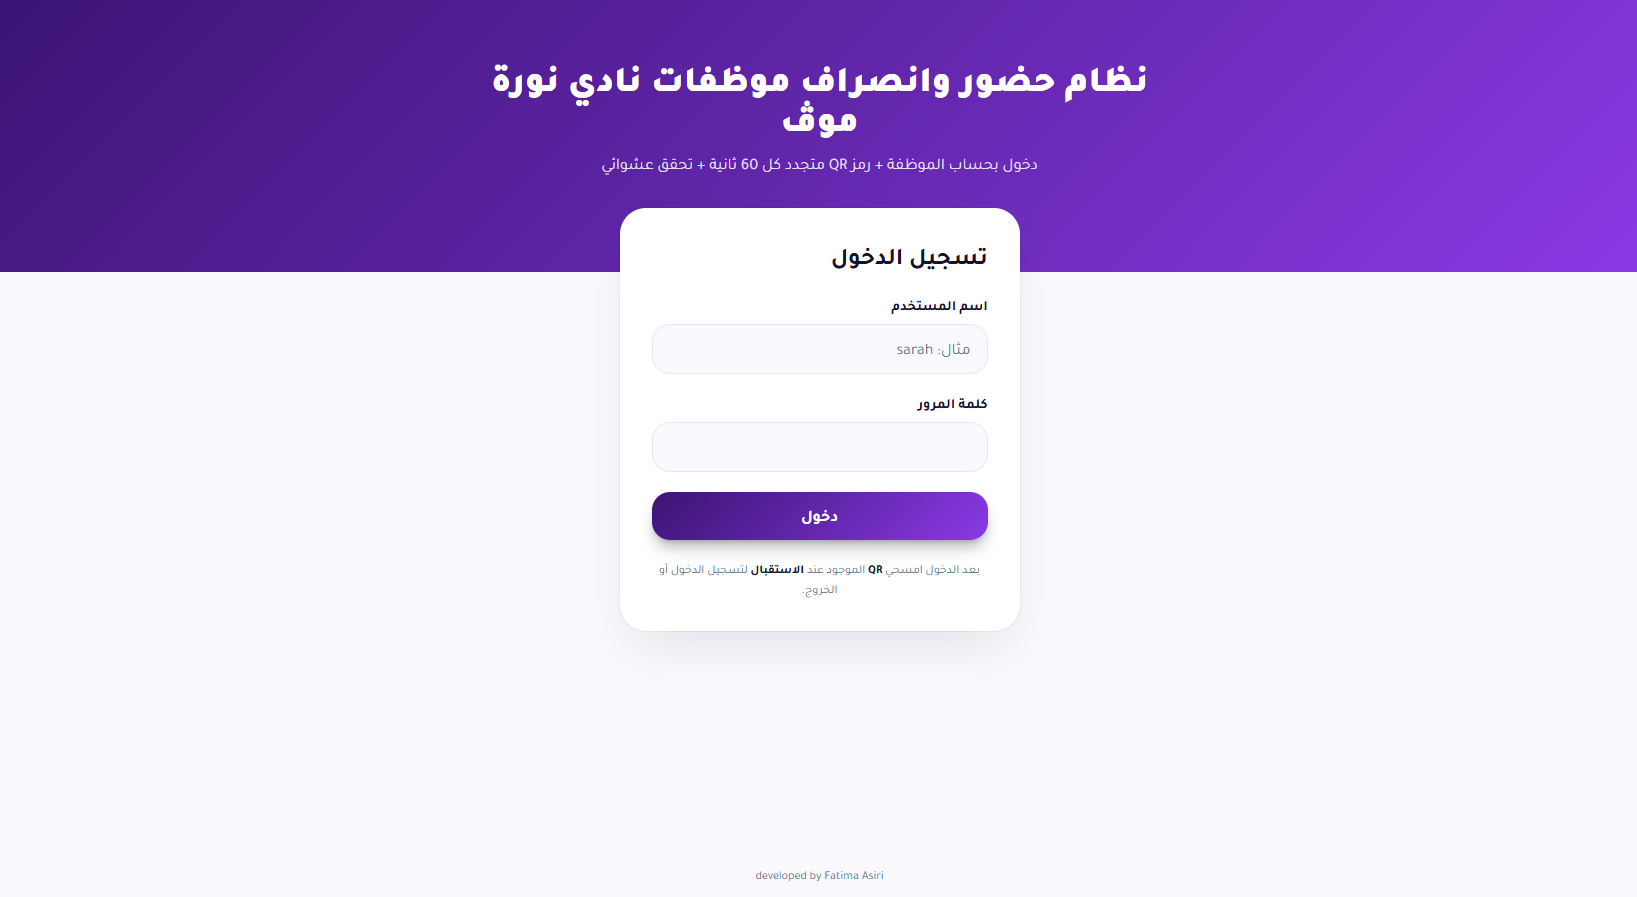 نظام حضور وانصراف موظفات نادي نورة
موڤ
دخول بحساب الموظفة + رمز QR متجدد كل 60 ثانية + تحقق عشوائي
تسجيل الدخول
اسم المستخدم
مثال: sarah
كلمة المرور
دخول
بعد الدخول امسحي QR الموجود عند الاستقبال لتسجيل الدخول أو
الخروج.
developed by Fatima Asiri